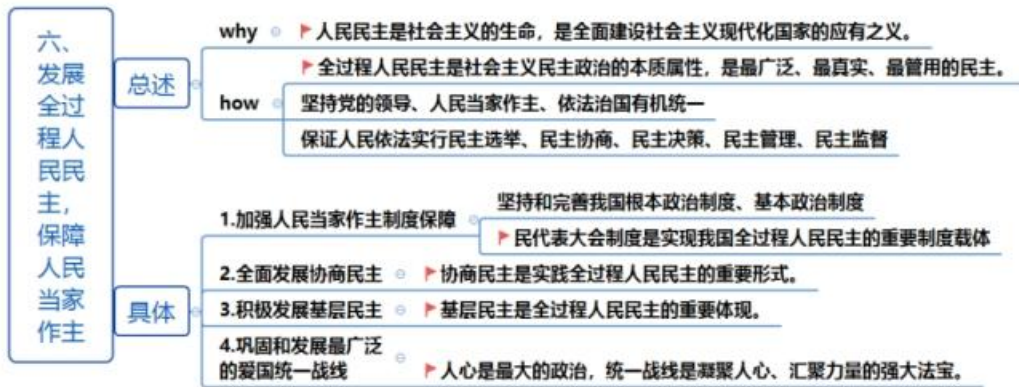 六、
发展
全过
程人
民民
主，
保障
人民
当家
作主
总述
why
人民民主是社会主义的生命，是全面建设社会主义现代化国家的应有之义。
how
全过程人民民主是社会主义民主政治的本质属性，是最广泛、最真实、最管用的民主。
坚持党的领导、人民当家作主、依法治国有机统一
保证人民依法实行民主选举、民主协商、民主决策、民主管理、民主监督
具体
1.加强人民当家作主制度保障
坚持和完善我国根本政治制度、基本政治制度
民代表大会制度是实现我国全过程人民民主的重要制度载体
2.全面发展协商民主
协商民主是实践全过程人民民主的重要形式。
3.积极发展基层民主
基层民主是全过程人民民主的重要体现。
4.巩固和发展最广泛
的爱国统一战线
人心是最大的政治，统一战线是凝聚人心、汇聚力量的强大法宝。